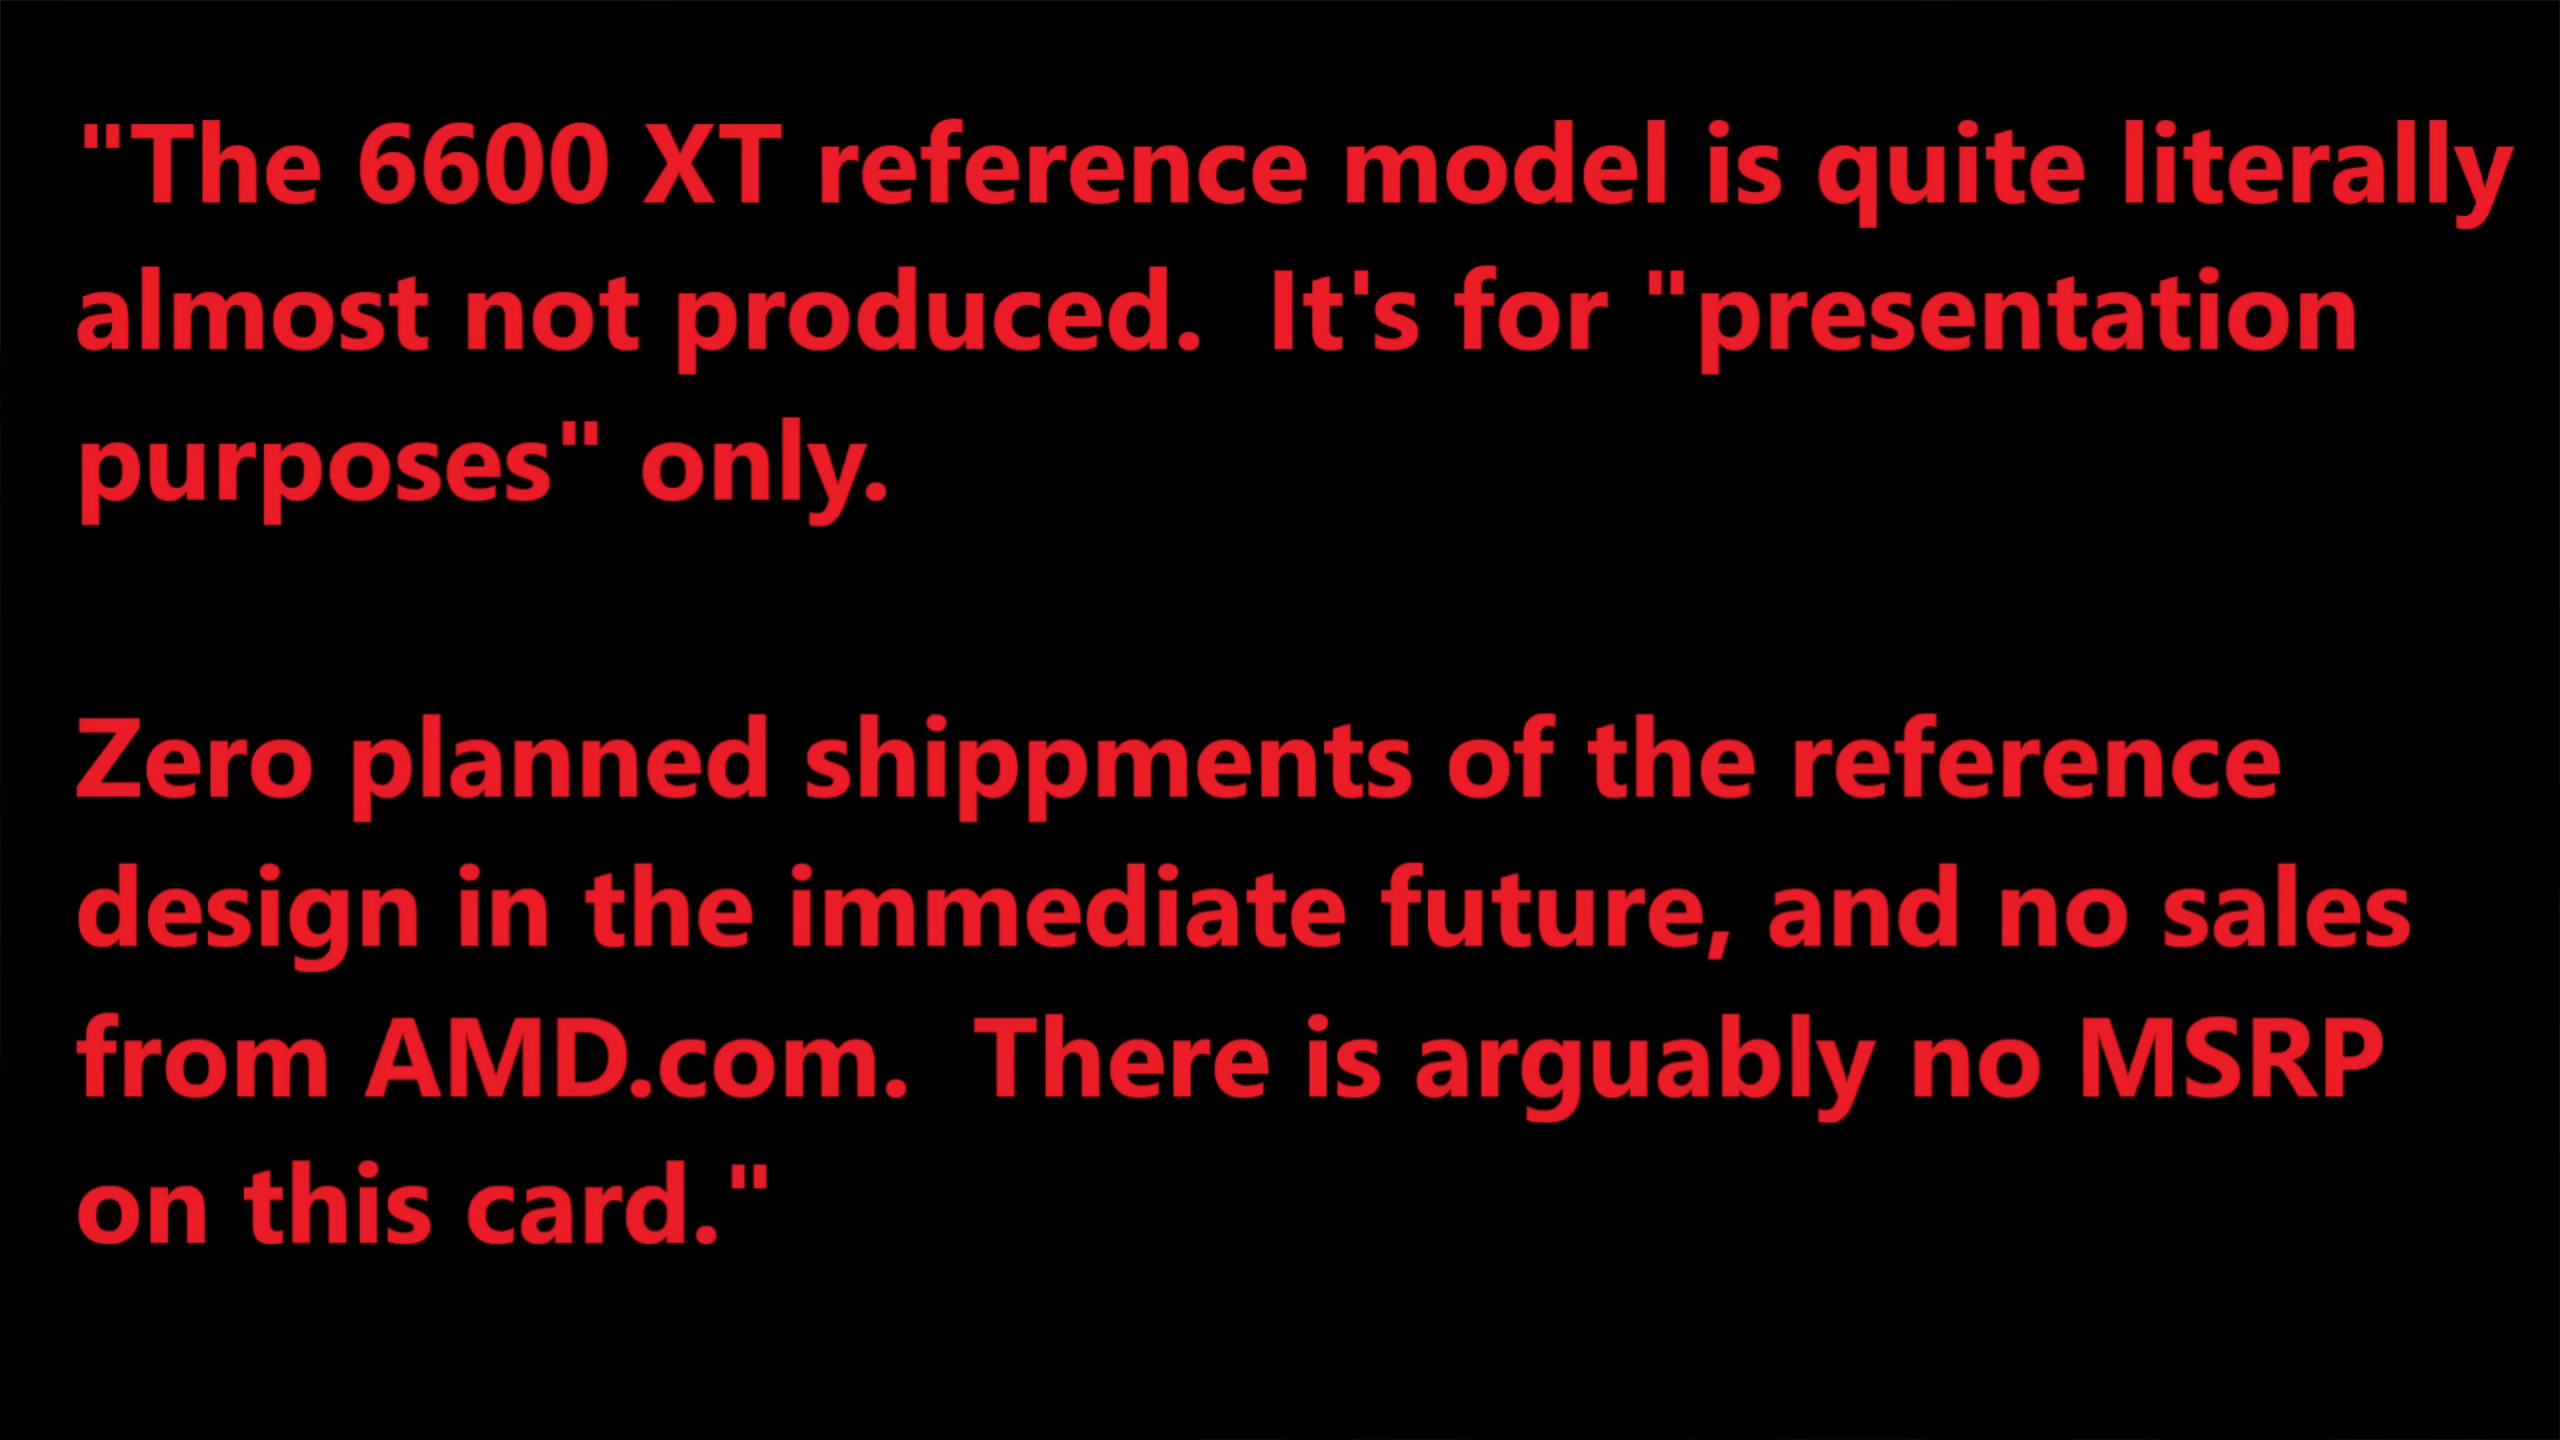 "The 6600 XT reference model is quite literally
almost not produced.  It's for "presentation
purposes" only.
Zero planned shippments of the reference
design in the immediate future, and no sales
from AMD.com.  There is arguably no MSRP
on this card."